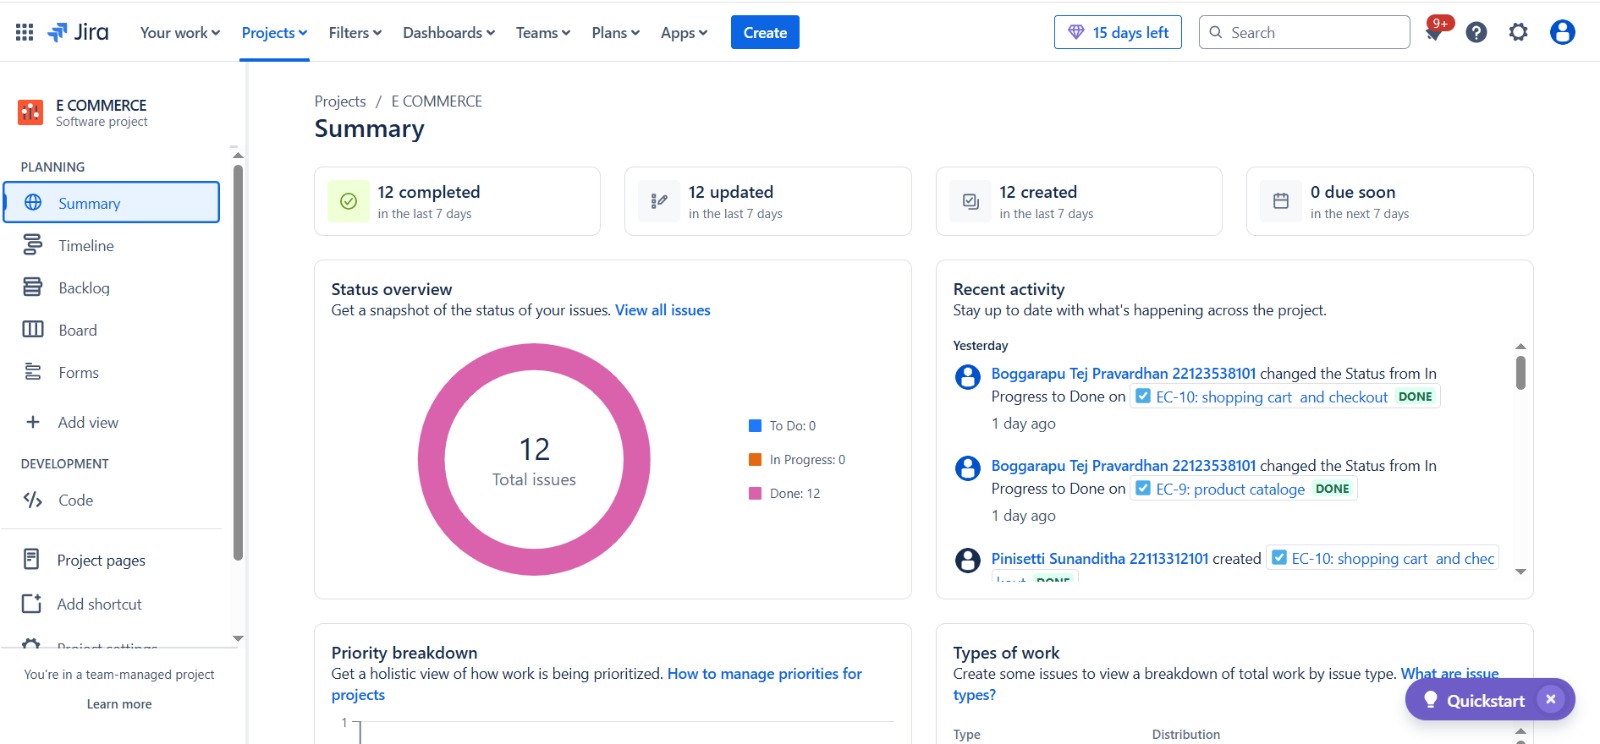 Jira
Your work
Projects
Filters
Dashboards
Teams
Plans
Apps
Create
15 days left
Search
9+
E COMMERCE
Software project
PLANNING
Summary
Timeline
Backlog
Board
Forms
Add view
DEVELOPMENT
Code
Project pages
Add shortcut
Project settings
You're in a team-managed project
Learn more
Projects / E COMMERCE
Summary
12 completed
in the last 7 days
12 updated
in the last 7 days
12 created
in the last 7 days
0 due soon
in the next 7 days
Status overview
Get a snapshot of the status of your issues. View all issues
12
Total issues
To Do: 0
In Progress: 0
Done: 12
Recent activity
Stay up to date with what's happening across the project.
Yesterday
Boggarapu Tej Pravardhan 22123538101 changed the Status from In
Progress to Done on EC-10: shopping cart and checkout DONE
1 day ago
Boggarapu Tej Pravardhan 22123538101 changed the Status from In
Progress to Done on EC-9: product cataloge DONE
1 day ago
Pinisetti Sunanditha 22113312101 created EC-10: shopping cart and chec
kout DONE
Priority breakdown
Get a holistic view of how work is being prioritized. How to manage priorities for
projects
1
Types of work
Create some issues to view a breakdown of total work by issue type. What are issue
types?
Type Distribution
Quickstart